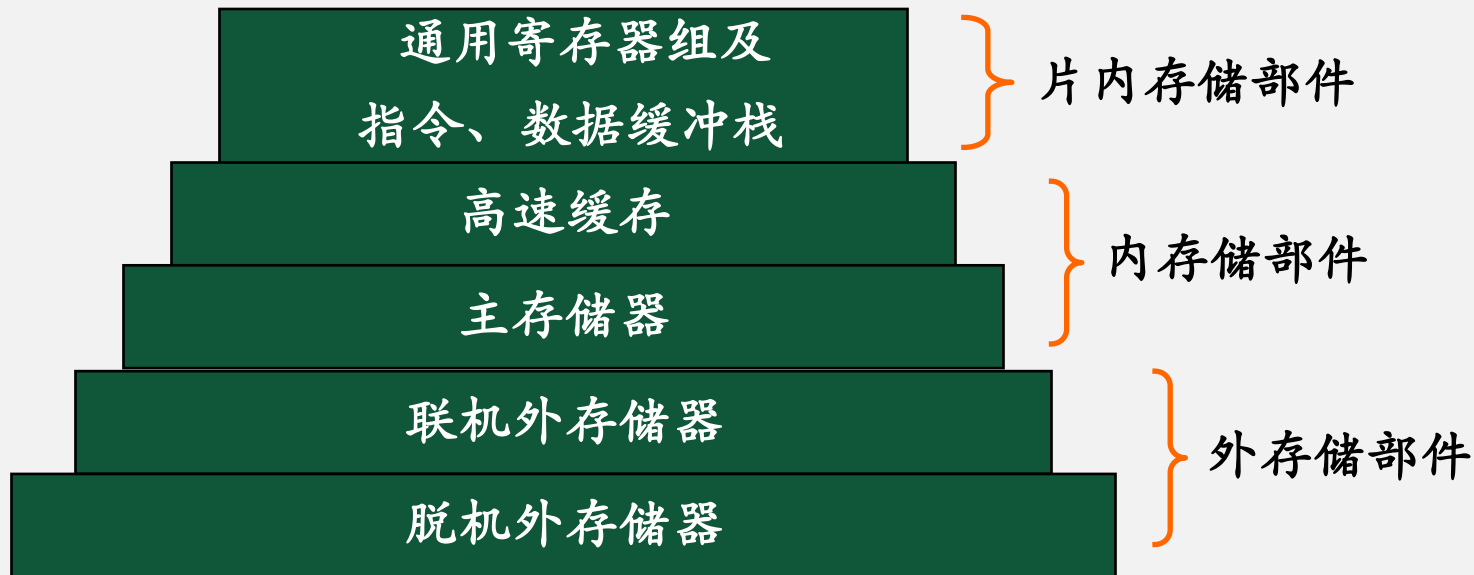 通用寄存器组及
指令、数据缓冲栈
片内存储部件
高速缓存
主存储器
内存储部件
联机外存储器
脱机外存储器
外存储部件